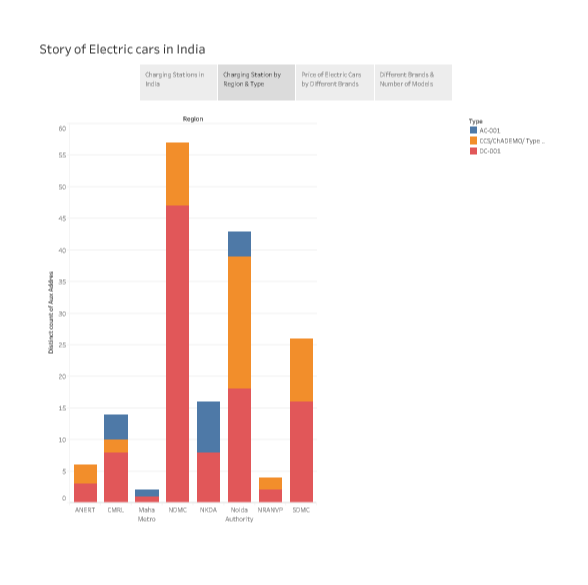 Story of Electric cars in India
Charging Stations in
India
Charging Station by
Region & Type
Price of Electric Cars
by Different Brands
Different Brands &
Number of Models
Region
Type
AC-001
CCS/ChADEMO/ Type ..
DC-001
Distinct count of Aux Addres
60
55
50
45
40
35
30
25
20
15
10
5
0
ANERT
CMRL
Maha
Metro
NDMC
NKDA
Noida
Authority
NRANVP
SDMC